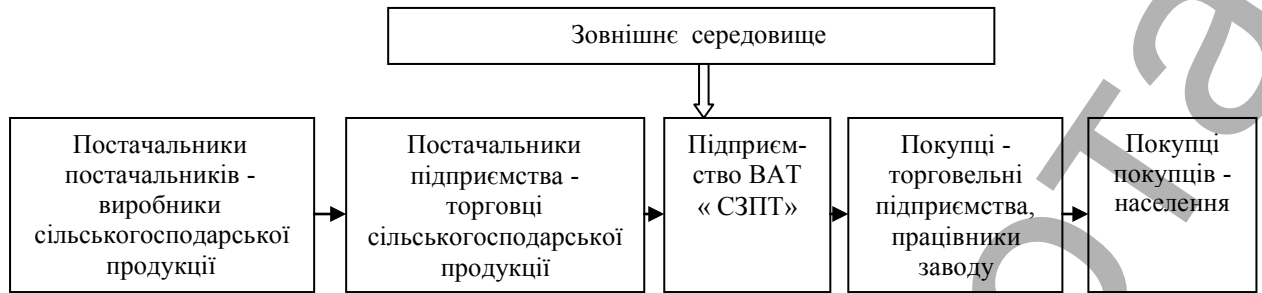 Зовнішнє середовище
Постачальники
постачальників -
виробники
сільськогосподарської
продукції
Постачальники
підприємства -
торговці
сільськогосподарської
продукції
Підприєм-
ство ВАТ
« СЗПТ»
Покупці -
торговельні
підприємства,
працівники
заводу
Покупці
покупців -
населення